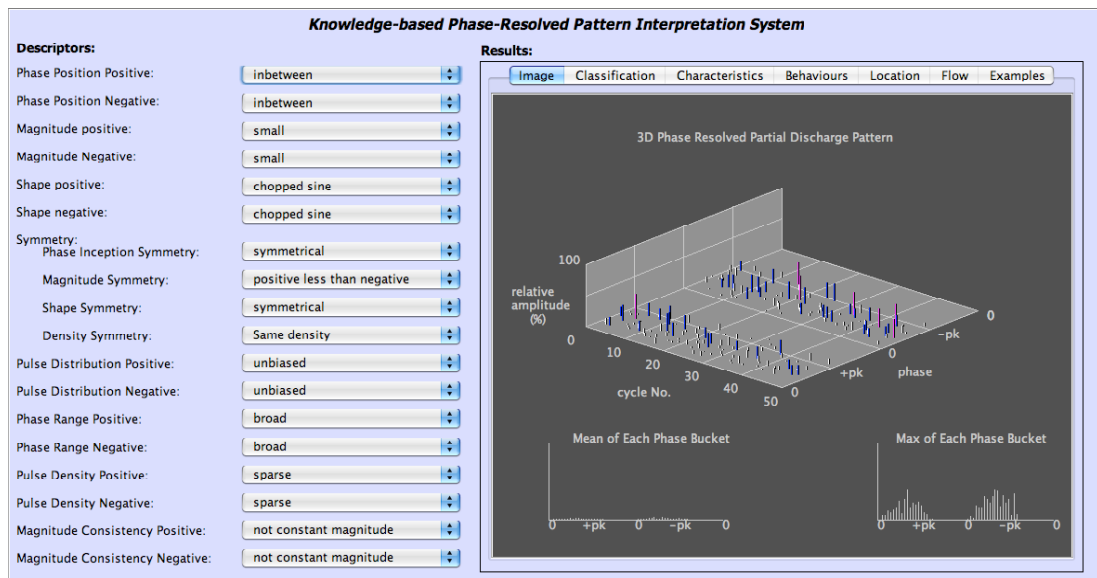 Knowledge-based Phase-Resolved Pattern Interpretation System
Descriptors:
Phase Position Positive: inbetween
Phase Position Negative: inbetween
Magnitude positive: small
Magnitude Negative: small
Shape positive: chopped sine
Shape negative: chopped sine
Symmetry:
Phase Inception Symmetry: symmetrical
Magnitude Symmetry: positive less than negative
Shape Symmetry: symmetrical
Density Symmetry: Same density
Pulse Distribution Positive: unbiased
Pulse Distribution Negative: unbiased
Phase Range Positive: broad
Phase Range Negative: broad
Pulse Density Positive: sparse
Pulse Density Negative: sparse
Magnitude Consistency Positive: not constant magnitude
Magnitude Consistency Negative: not constant magnitude
Results:
Image Classification Characteristics Behaviours Location Flow Examples
3D Phase Resolved Partial Discharge Pattern
100
relative
amplitude
(%)
0
10
20
30
40
50
cycle No.
0
+pk
0
-pk
0
phase
Mean of Each Phase Bucket
0 +pk 0 -pk 0
Max of Each Phase Bucket
0 +pk 0 -pk 0